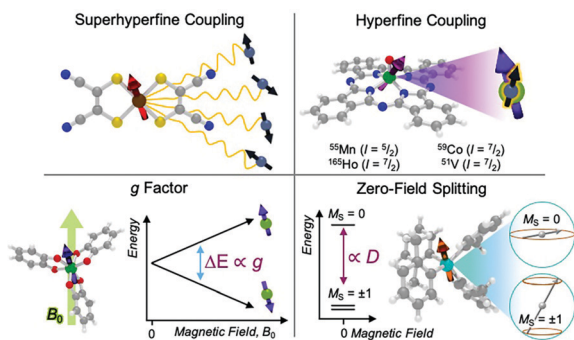 Superhyperfine Coupling
Hyperfine Coupling
⁵⁵Mn (I = ⁵/₂)
⁵⁹Co (I = ⁷/₂)
¹⁶⁵Ho (I = ⁷/₂)
⁵¹V (I = ⁷/₂)
g Factor
B₀
Energy
ΔE ∝ g
0
Magnetic Field, B₀
Zero-Field Splitting
Energy
Mₛ = 0
∝ D
Mₛ = ±1
0
Magnetic Field
Mₛ = 0
Mₛ = ±1